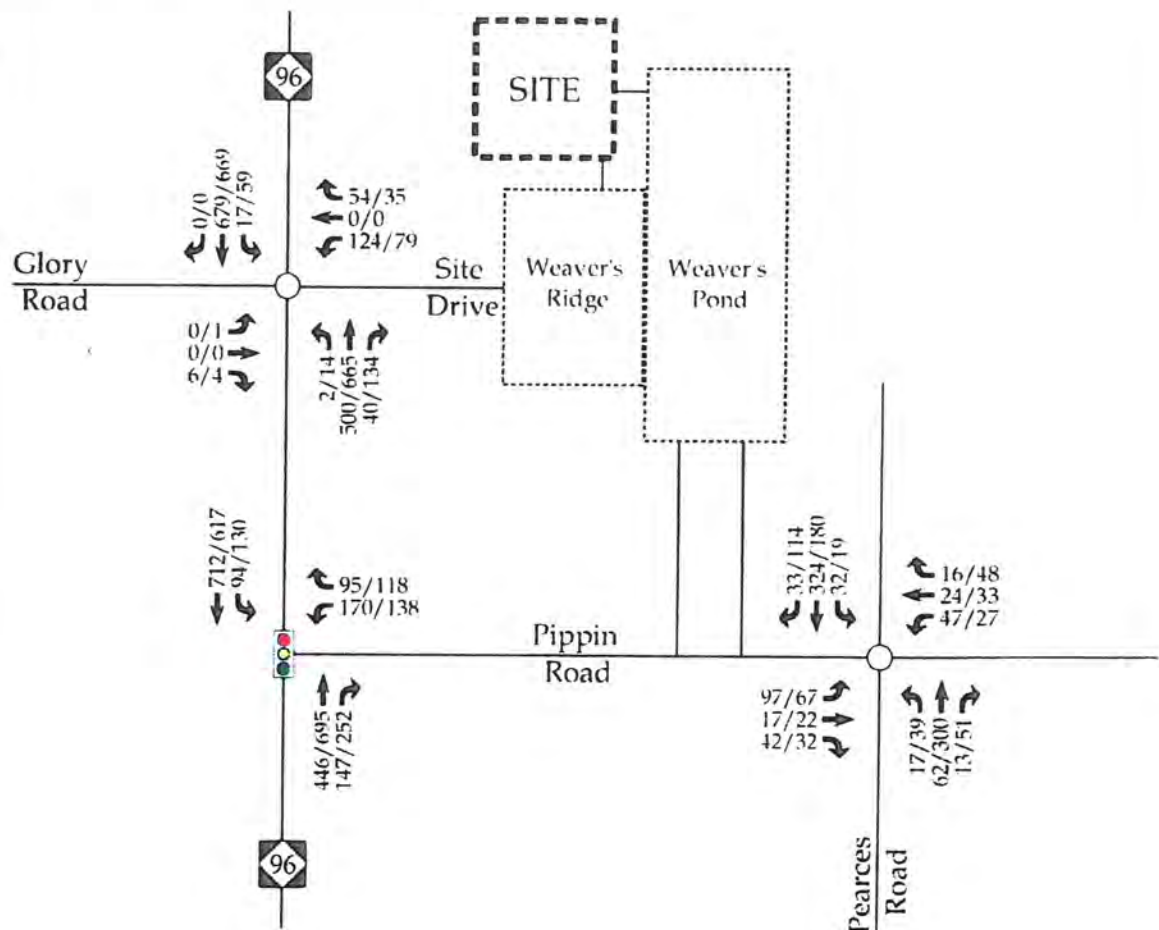 96
SITE
0/0
679/669
17/59
54/35
0/0
124/79
Glory
Road
Site
Drive
Weaver's
Ridge
Weaver's
Pond
0/1
0/0
6/4
2/14
500/665
40/134
712/617
94/130
95/118
170/138
Pippin
Road
33/114
324/180
32/19
16/48
24/33
47/27
446/695
147/252
97/67
17/22
42/32
17/39
62/300
13/51
96
Pearces
Road